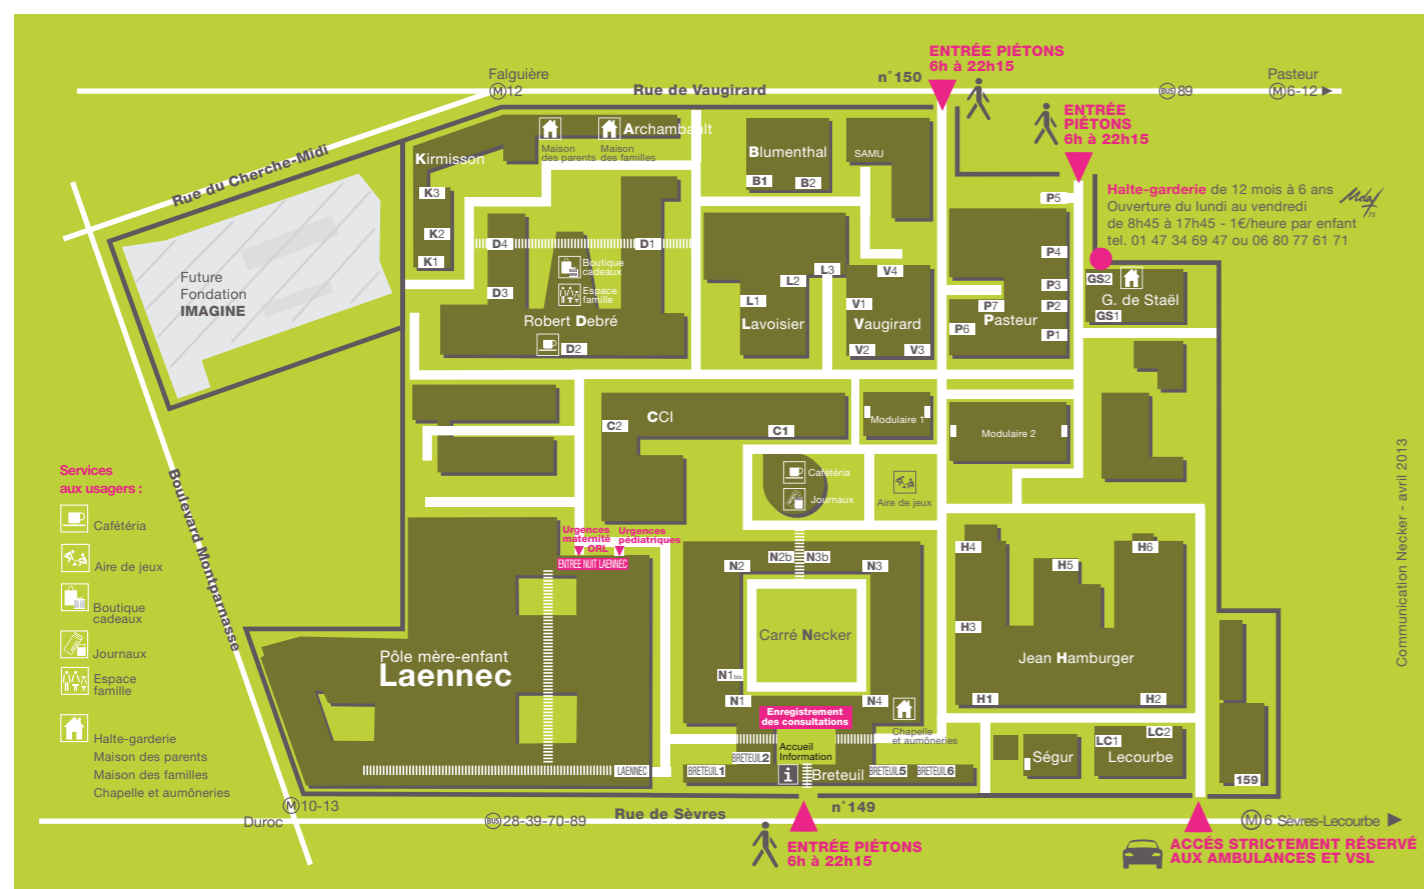 ENTRÉE PIÉTONS
6h à 22h15
n°150
Falguière
M 12
Rue de Vaugirard
BUS 89
Pasteur
M 6-12
ENTRÉE
PIÉTONS
6h à 22h15
Rue du Cherche-Midi
Kirmisson
K3
K2
K1
Maison
des parents
Archambault
Maison
des familles
Blumenthal
B1
B2
SAMU
P5
Halte-garderie de 12 mois à 6 ans
Ouverture du lundi au vendredi
de 8h45 à 17h45 - 1€/heure par enfant
tel. 01 47 34 69 47 ou 06 80 77 61 71
Future
Fondation
IMAGINE
D4
D1
D3
Boutique
cadeaux
Espace
famille
Robert Debré
D2
L3
L2
L1
Lavoisier
V4
V1
Vaugirard
V2
V3
P4
P3
P7
P2
Pasteur
P6
P1
GS2
G. de Staël
GS1
CCI
C2
C1
Modulaire 1
Modulaire 2
Cafétéria
Journaux
Aire de jeux
Services
aux usagers :
Cafétéria
Aire de jeux
Boutique
cadeaux
Journaux
Espace
famille
Halte-garderie
Maison des parents
Maison des familles
Chapelle et aumôneries
Boulevard Montparnasse
Urgences
maternité
ORL
Urgences
pédiatriques
ENTREE NUIT LAENNEC
Pôle mère-enfant
Laennec
LAENNEC
N2
N2b
N3b
N3
Carré Necker
N1bis
N1
N4
Enregistrement
des consultations
Chapelle
et aumôneries
Accueil
Information
i
BRETEUIL2
BRETEUIL1
Breteuil
BRETEUIL5
BRETEUIL6
H4
H5
H6
H3
Jean Hamburger
H1
H2
Ségur
LC1
LC2
Lecourbe
159
Communication Necker - avril 2013
M 10-13
Duroc
BUS 28-39-70-89
Rue de Sèvres
n°149
ENTRÉE PIÉTONS
6h à 22h15
M 6 Sèvres-Lecourbe
ACCÉS STRICTEMENT RÉSERVÉ
AUX AMBULANCES ET VSL